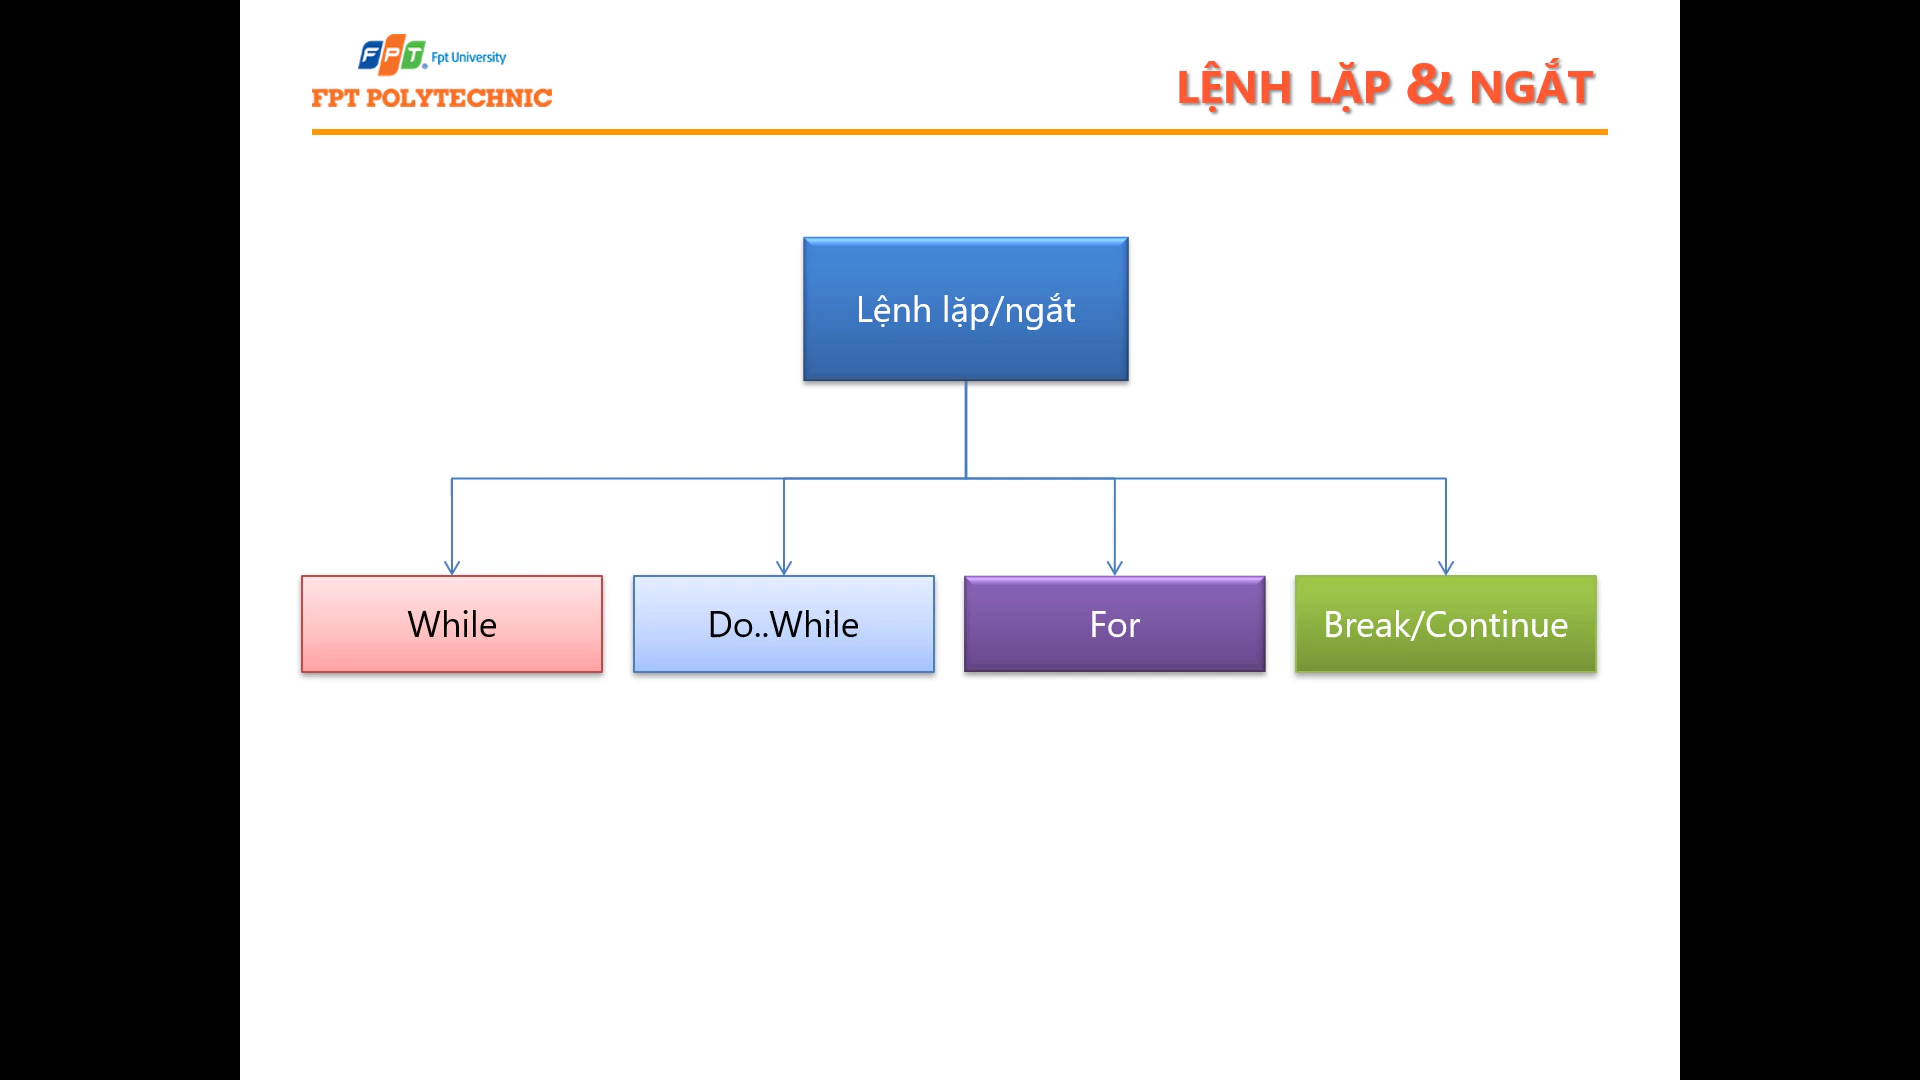 FPT. Fpt University
FPT POLYTECHNIC
LỆNH LẶP & NGẮT
Lệnh lặp/ngắt
While
Do..While
For
Break/Continue